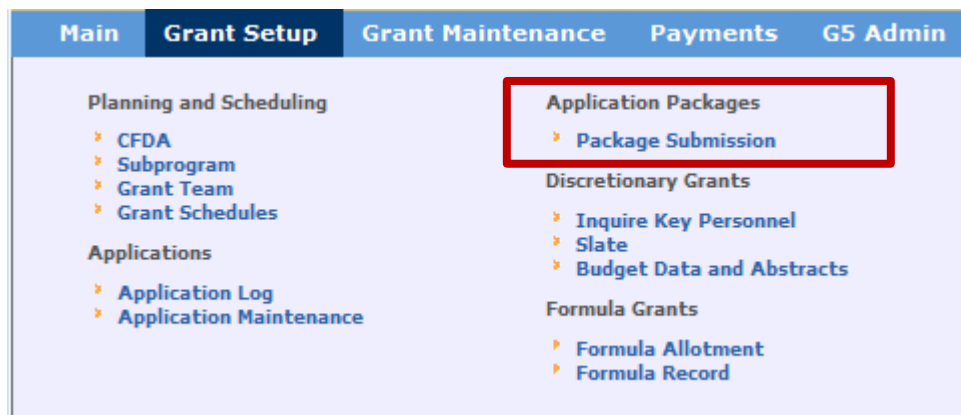 Main Grant Setup Grant Maintenance Payments G5 Admin
Planning and Scheduling
CFDA
Subprogram
Grant Team
Grant Schedules
Applications
Application Log
Application Maintenance
Application Packages
Package Submission
Discretionary Grants
Inquire Key Personnel
Slate
Budget Data and Abstracts
Formula Grants
Formula Allotment
Formula Record